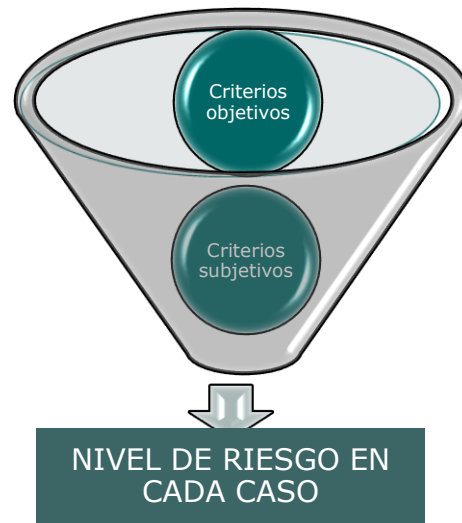 Criterios
objetivos
Criterios
subjetivos
NIVEL DE RIESGO EN
CADA CASO